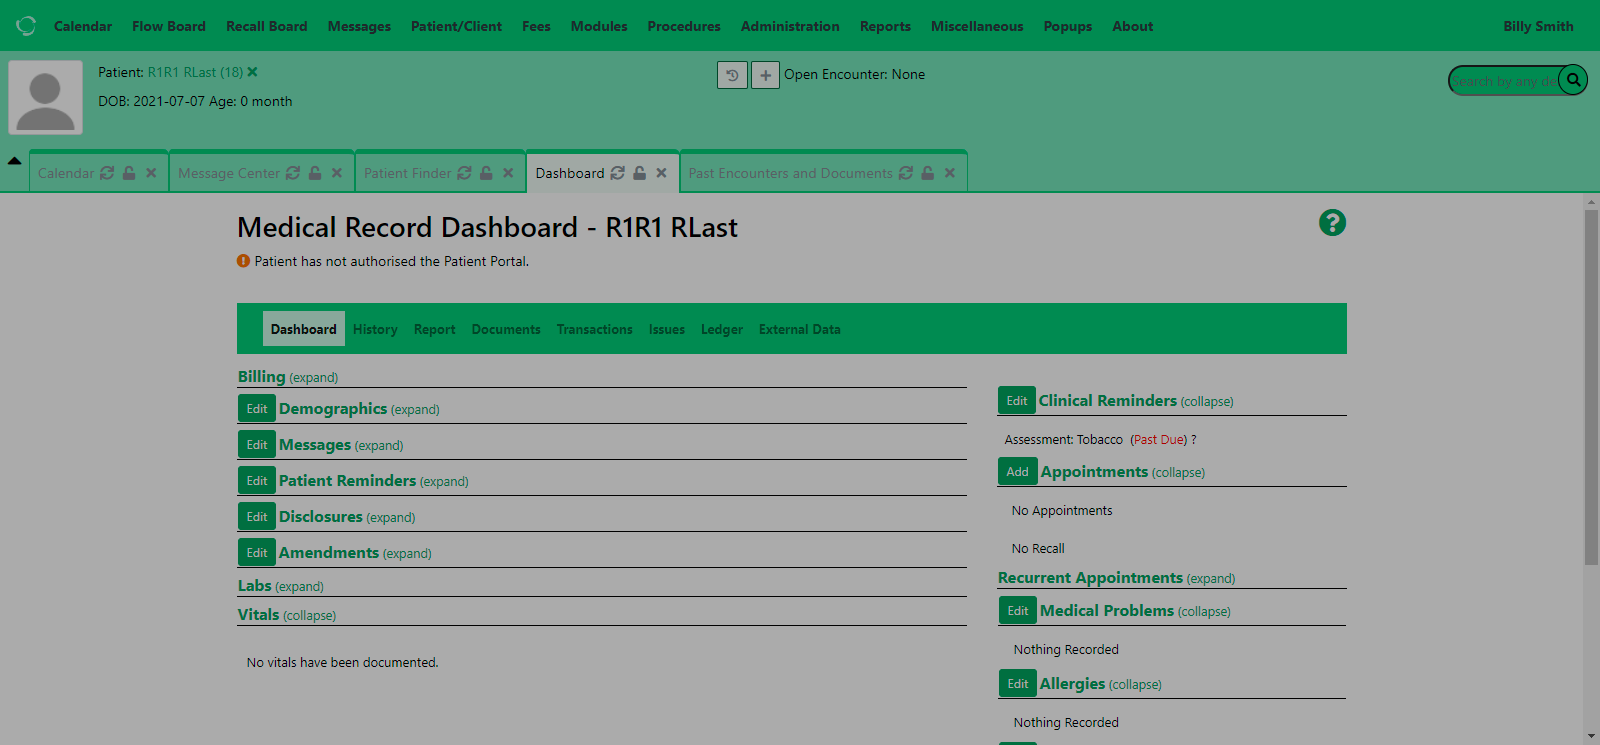 Calendar Flow Board Recall Board Messages Patient/Client Fees Modules Procedures Administration Reports Miscellaneous Popups About Billy Smith
Patient: R1R1 RLast (18)
Open Encounter: None
Search by any de
DOB: 2021-07-07 Age: 0 month
Calendar Message Center Patient Finder Dashboard Past Encounters and Documents
Medical Record Dashboard - R1R1 RLast
Patient has not authorised the Patient Portal.
Dashboard History Report Documents Transactions Issues Ledger External Data
Billing (expand)
Edit Demographics (expand)
Edit Messages (expand)
Edit Patient Reminders (expand)
Edit Disclosures (expand)
Edit Amendments (expand)
Labs (expand)
Vitals (collapse)
No vitals have been documented.
Edit Clinical Reminders (collapse)
Assessment: Tobacco (Past Due) ?
Add Appointments (collapse)
No Appointments
No Recall
Recurrent Appointments (expand)
Edit Medical Problems (collapse)
Nothing Recorded
Edit Allergies (collapse)
Nothing Recorded